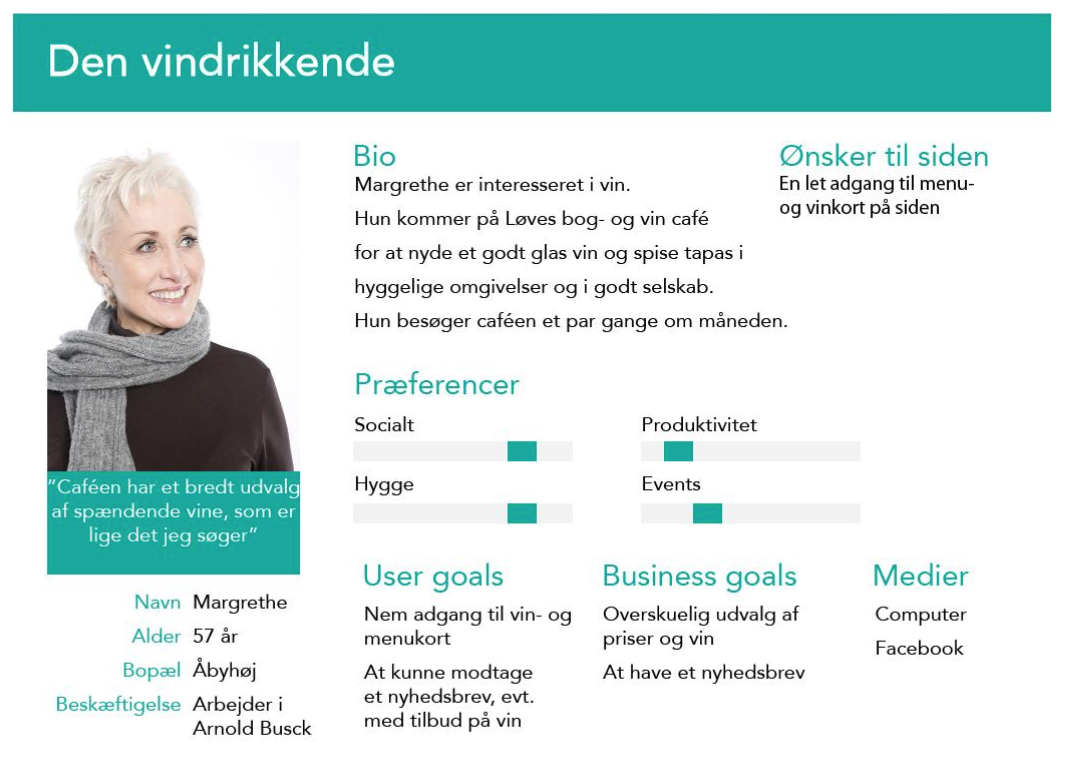 Den vindrikkende
Bio
Margrethe er interesseret i vin.
Hun kommer på Løves bog- og vin café
for at nyde et godt glas vin og spise tapas i
hyggelige omgivelser og i godt selskab.
Hun besøger caféen et par gange om måneden.
Ønsker til siden
En let adgang til menu-
og vinkort på siden
Præferencer
Socialt
Produktivitet
Hygge
Events
"Caféen har et bredt udvalg
af spændende vine, som er
lige det jeg søger"
Navn Margrethe
Alder 57 år
Bopæl Åbyhøj
Beskæftigelse Arbejder i
Arnold Busck
User goals
Nem adgang til vin- og
menukort
At kunne modtage
et nyhedsbrev, evt.
med tilbud på vin
Business goals
Overskuelig udvalg af
priser og vin
At have et nyhedsbrev
Medier
Computer
Facebook